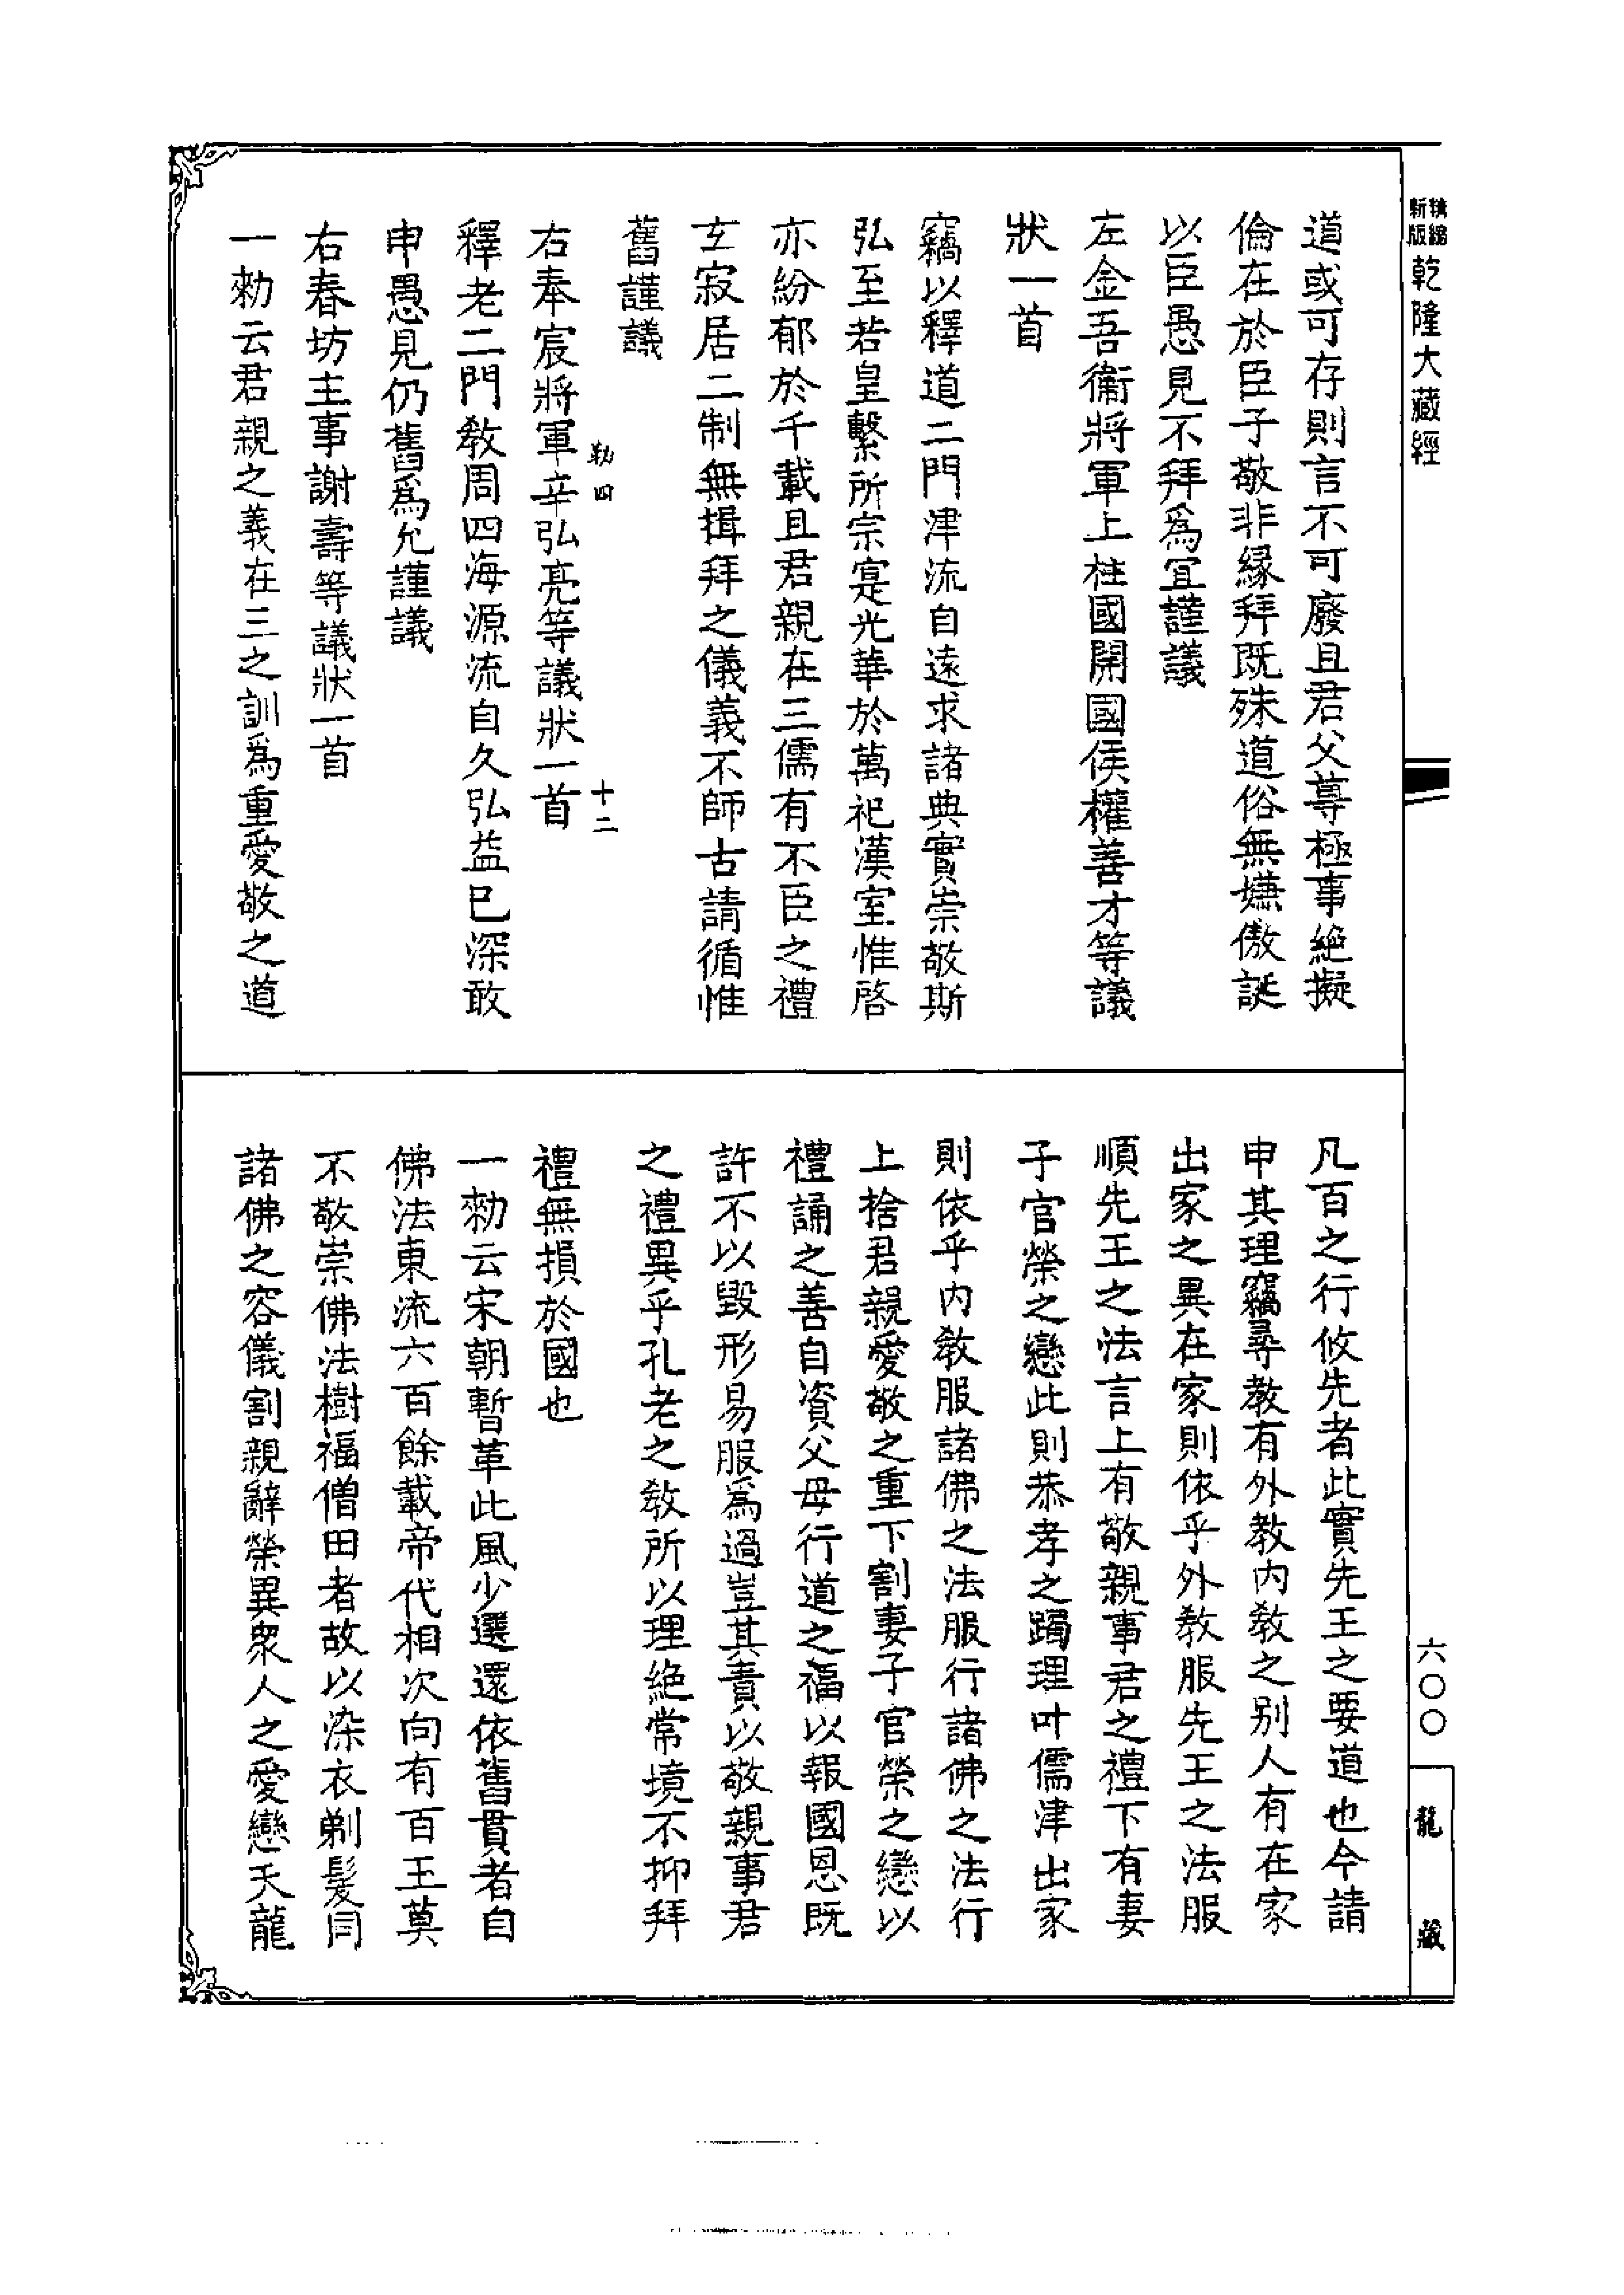 新編
新版
乾隆大藏經
道或可存則言不可廢且君父尊極事絕擬
倫在於臣子敬非緣拜既殊道俗無嫌傲誕
以臣愚見不拜為宜謹議
左金吾衞將軍上柱國開國侯權善才等議
狀一首
竊以釋道二門津流自遠求諸典實崇敬斯
弘至若皇繫所宗寔光華於萬祀漢室惟啓
亦紛郁於千載且君親在三儒有不臣之禮
玄寂居二制無揖拜之儀義不師古請循惟
舊謹議
勒四
十二
右奉宸將軍辛弘亮等議狀一首
釋老二門教周四海源流自久弘益巳深敢
申愚見仍舊為允謹議
右春坊主事謝壽等議狀一首
一勑云君親之義在三之訓為重愛敬之道
凡百之行攸先者此實先王之要道也今請
申其理竊尋教有外教內教之別人有在家
出家之異在家則依乎外教服先王之法服
順先王之法言上有敬親事君之禮下有妻
子官榮之戀此則恭孝之躅理叶儒津出家
則依乎內教服諸佛之法服行諸佛之法行
上捨君親愛敬之重下割妻子官榮之戀以
禮誦之善自資父母行道之福以報國恩既
許不以毀形易服為過豈其責以敬親事君
之禮異乎孔老之教所以理絕常境不抑拜
禮無損於國也
一勑云宋朝暫革此風少選還依舊貫者自
佛法東流六百餘載帝代相次向有百王莫
不敬崇佛法樹福僧田者故以染衣剃髮同
諸佛之容儀割親辭榮異衆人之愛戀天龍
六〇〇
龍藏